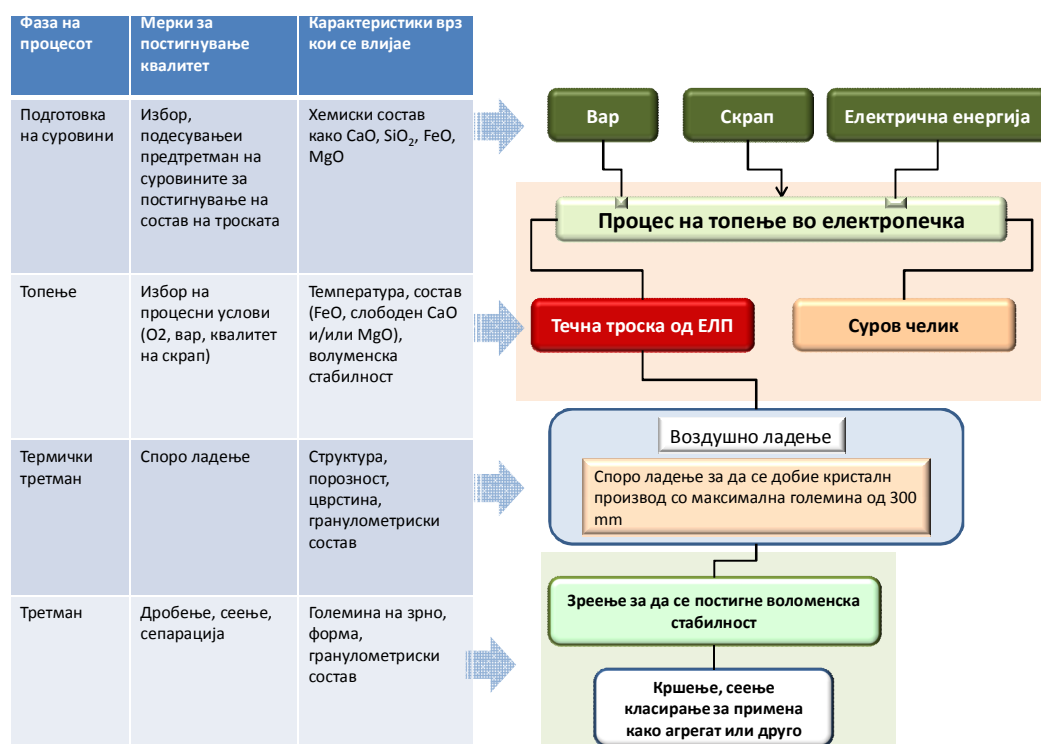 Фаза на
процесот
Мерки за
постигнување
квалитет
Карактеристики врз
кои се влијае
Подготовка
на суровини
Избор,
подесувањеи
предтретман на
суровините за
постигнување на
состав на троската
Хемиски состав
како CaO, SiO₂, FeO,
MgO
Топење
Избор на
процесни услови
(O2, вар, квалитет
на скрап)
Температура, состав
(FeO, слободен CaO
и/или MgO),
волуменска
стабилност
Термички
третман
Споро ладење
Структура,
порозност,
цврстина,
гранулометриски
состав
Третман
Дробење, сеење,
сепарација
Големина на зрно,
форма,
гранулометриски
состав
Вар
Скрап
Електрична енергија
Процес на топење во електропечка
Течна троска од ЕЛП
Суров челик
Воздушно ладење
Споро ладење за да се добие кристалн
производ со максимална големина од 300
mm
Зреење за да се постигне воломенска
стабилност
Кршење, сеење
класирање за примена
како агрегат или друго